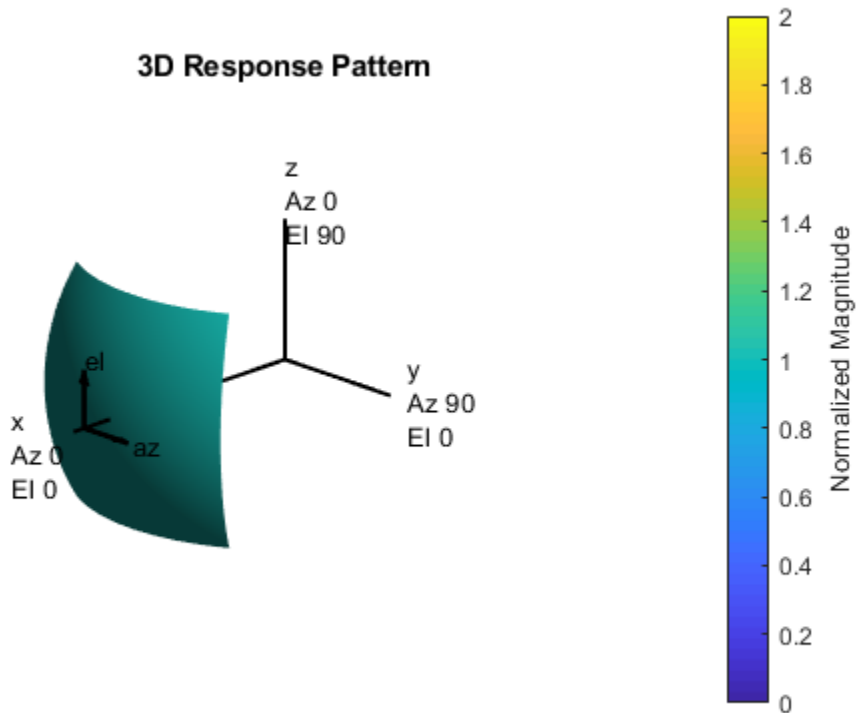 3D Response Pattern
z
Az 0
El 90
y
Az 90
El 0
x
Az 0
El 0
el
az
2
1.8
1.6
1.4
1.2
1
0.8
0.6
0.4
0.2
0
Normalized Magnitude